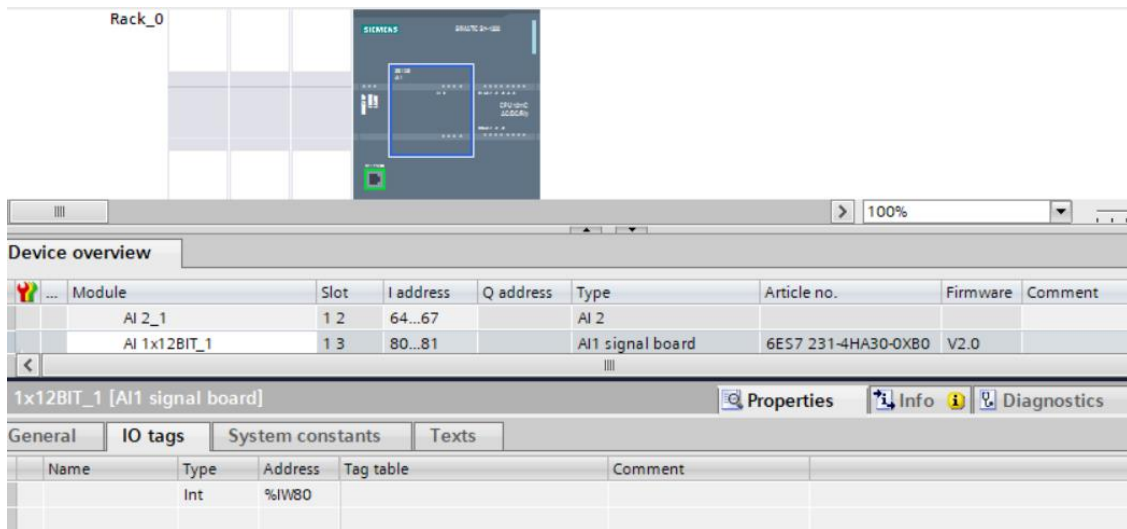 Rack_0
SIEMENS
100%
Device overview
... Module Slot I address Q address Type Article no. Firmware Comment
AI 2_1 1 2 64...67 AI 2
AI 1x12BIT_1 1 3 80...81 AI1 signal board 6ES7 231-4HA30-0XB0 V2.0
1x12BIT_1 [AI1 signal board] Properties Info Diagnostics
General IO tags System constants Texts
Name Type Address Tag table Comment
Int %IW80